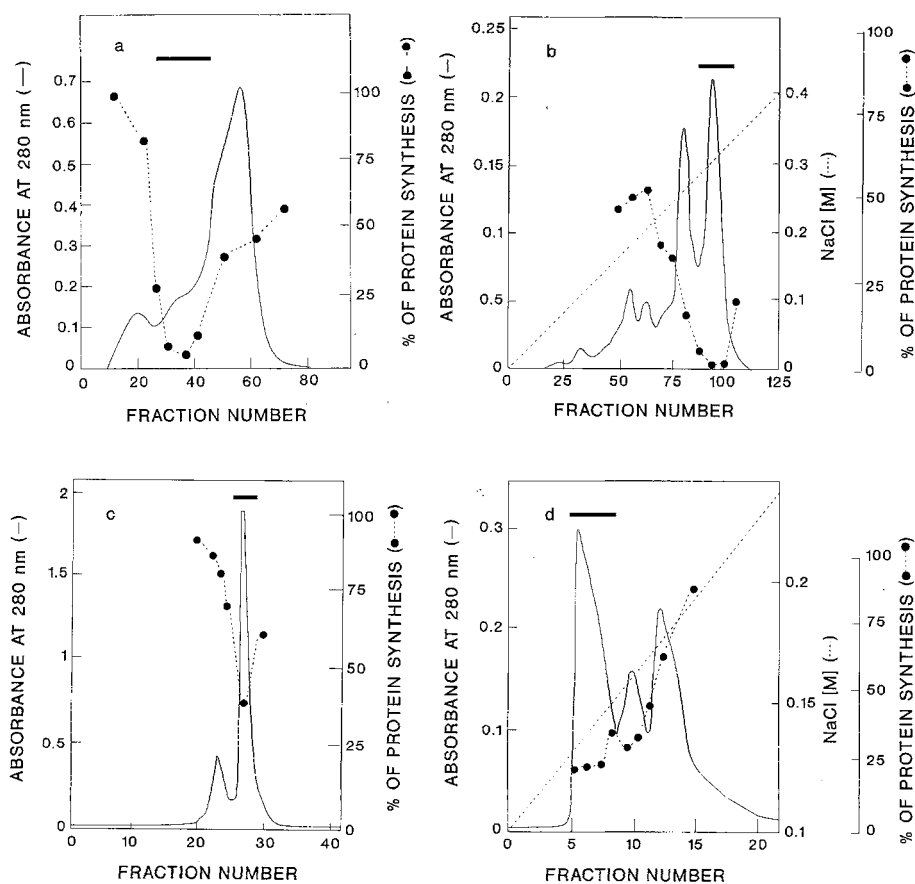 a
ABSORBANCE AT 280 nm (—)
0.7
0.6
0.5
0.4
0.3
0.2
0.1
0
0 20 40 60 80
FRACTION NUMBER
100
75
50
25
0
% OF PROTEIN SYNTHESIS (●--●)
b
ABSORBANCE AT 280 nm (—)
0.25
0.2
0.15
0.1
0.5
0
0 25 50 75 100 125
FRACTION NUMBER
0.4
0.3
0.2
0.1
0
NaCl [M] (---)
100
75
50
25
0
% OF PROTEIN SYNTHESIS (●--●)
c
ABSORBANCE AT 280 nm (—)
2
1.5
1
0.5
0
0 10 20 30 40
FRACTION NUMBER
100
75
50
25
0
% OF PROTEIN SYNTHESIS (●--●)
d
ABSORBANCE AT 280 nm (—)
0.3
0.3
0.1
0
0 5 10 15 20
FRACTION NUMBER
0.2
0.15
0.1
NaCl [M] (---)
100
75
50
25
0
% OF PROTEIN SYNTHESIS (●--●)